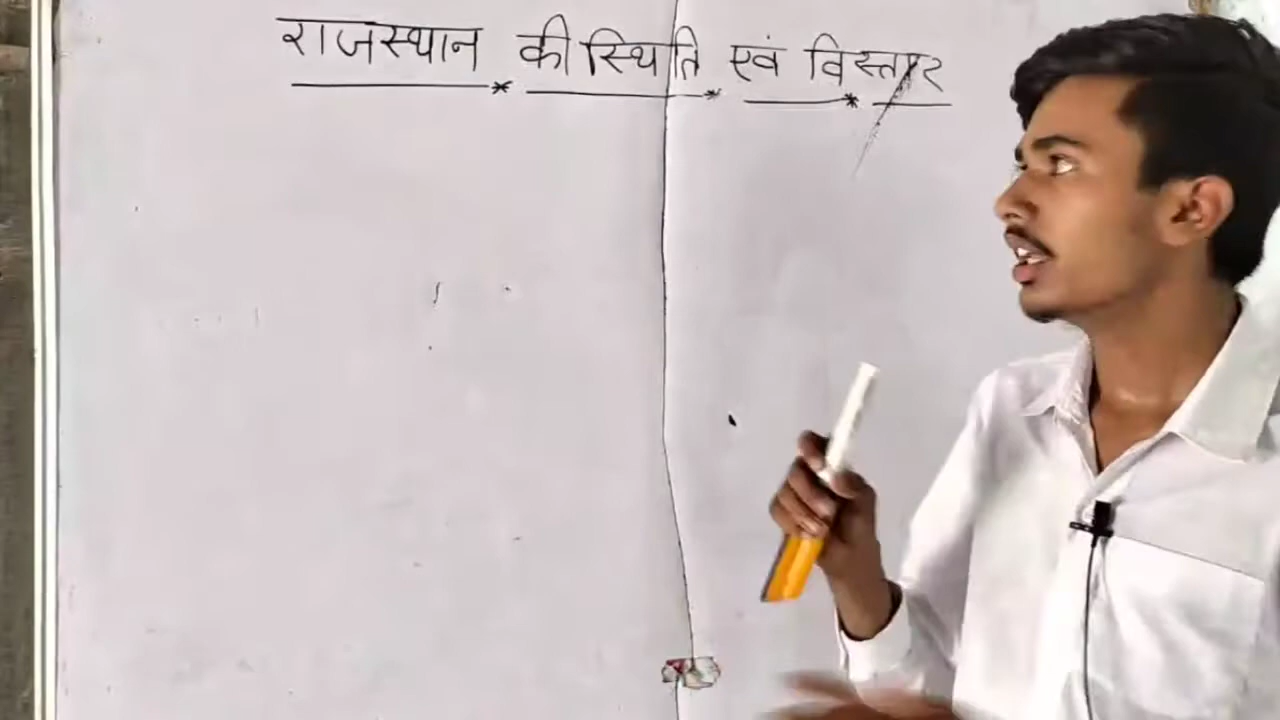 राजस्थान की स्थिति एवं विस्तार